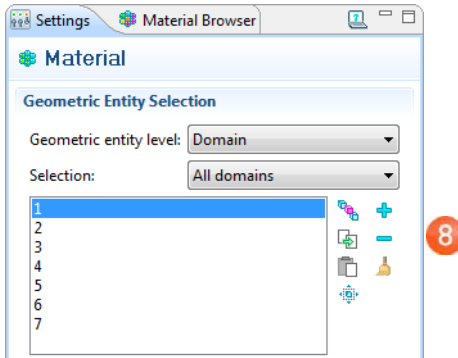 Settings Material Browser
Material
Geometric Entity Selection
Geometric entity level: Domain
Selection: All domains
1
2
3
4
5
6
7
8